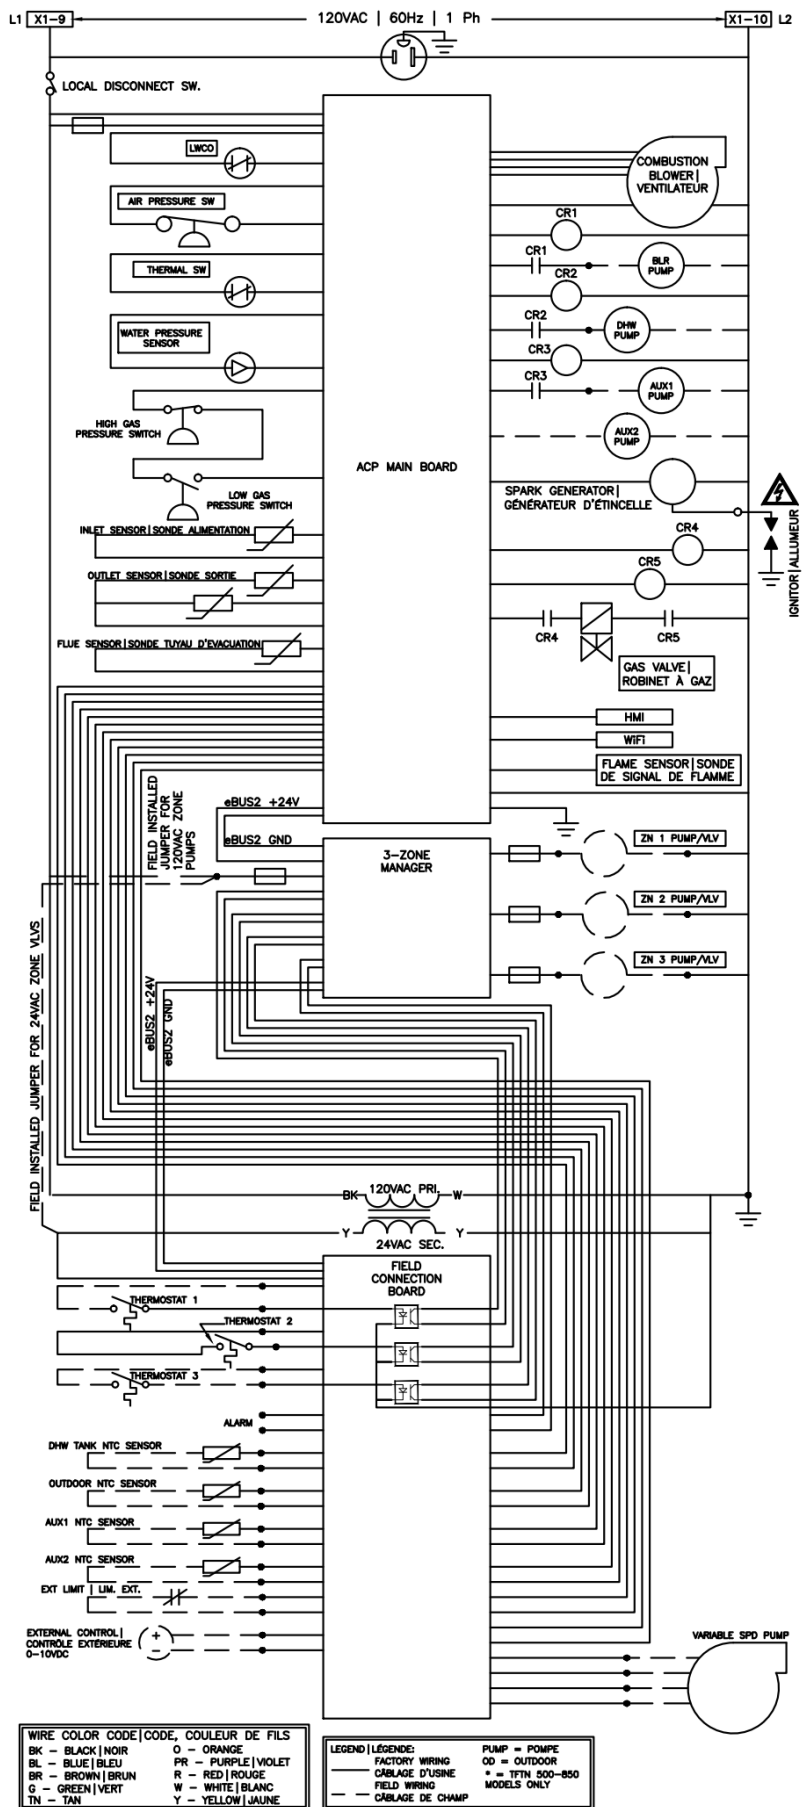 L1 X1-9 120VAC | 60Hz | 1 Ph X1-10 L2
LOCAL DISCONNECT SW.
LWCO
AIR PRESSURE SW
THERMAL SW
WATER PRESSURE
SENSOR
HIGH GAS
PRESSURE SWITCH
LOW GAS
PRESSURE SWITCH
INLET SENSOR|SONDE ALIMENTATION
OUTLET SENSOR|SONDE SORTIE
FLUE SENSOR|SONDE TUYAU D'EVACUATION
ACP MAIN BOARD
COMBUSTION
BLOWER|
VENTILATEUR
CR1
CR1
BLR
PUMP
CR2
CR2
DHW
PUMP
CR3
CR3
AUX1
PUMP
AUX2
PUMP
SPARK GENERATOR|
GÉNÉRATEUR D'ÉTINCELLE
IGNITOR|ALLUMEUR
CR4
CR5
CR4
CR5
GAS VALVE|
ROBINET À GAZ
HMI
WiFi
FLAME SENSOR|SONDE
DE SIGNAL DE FLAMME
FIELD INSTALLED
JUMPER FOR
120VAC ZONE
PUMPS
eBUS2 +24V
eBUS2 GND
3-ZONE
MANAGER
ZN 1 PUMP/VLV
ZN 2 PUMP/VLV
ZN 3 PUMP/VLV
FIELD INSTALLED JUMPER FOR 24VAC ZONE VLVS
eBUS2 +24V
eBUS2 GND
BK 120VAC PRI. W
Y Y
24VAC SEC.
FIELD
CONNECTION
BOARD
THERMOSTAT 1
THERMOSTAT 2
THERMOSTAT 3
ALARM
DHW TANK NTC SENSOR
OUTDOOR NTC SENSOR
AUX1 NTC SENSOR
AUX2 NTC SENSOR
EXT LIMIT | LIM. EXT.
EXTERNAL CONTROL|
CONTRÔLE EXTÉRIEURE
0-10VDC
+
-
VARIABLE SPD PUMP
WIRE COLOR CODE|CODE, COULEUR DE FILS
BK - BLACK|NOIR
BL - BLUE|BLEU
BR - BROWN|BRUN
G - GREEN|VERT
TN - TAN
O - ORANGE
PR - PURPLE|VIOLET
R - RED|ROUGE
W - WHITE|BLANC
Y - YELLOW|JAUNE
LEGEND|LÉGENDE:
FACTORY WIRING
CÂBLAGE D'USINE
FIELD WIRING
CÂBLAGE DE CHAMP
PUMP = POMPE
OD = OUTDOOR
* = TFTN 500-850
MODELS ONLY